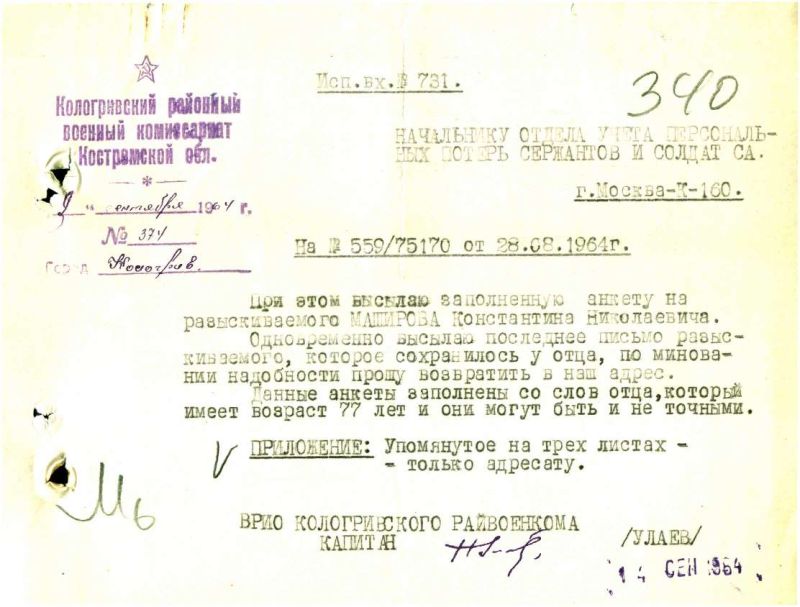 Исп.вх.№ 731.
340
Кологривский районный
военный комиссариат
Костромской обл.
9 " сентября 1964 г.
№ 374
Город Кологрив.
НАЧАЛЬНИКУ ОТДЕЛА УЧЕТА ПЕРСОНАЛЬ-
НЫХ ПОТЕРЬ СЕРЖАНТОВ И СОЛДАТ СА.
г.Москва-К-160.
На № 559/75170 от 28.08.1964г.
При этом высылаю заполненную анкету на
разыскиваемого МАШИРОВА Константина Николаевича.
Одновременно высылаю последнее письмо разыс-
киваемого, которое сохранилось у отца, по минова-
нии надобности прошу возвратить в наш адрес.
Данные анкеты заполнены со слов отца,который
имеет возраст 77 лет и они могут быть и не точными.
ПРИЛОЖЕНИЕ: Упомянутое на трех листах -
- только адресату.
ВРИО КОЛОГРИВСКОГО РАЙВОЕНКОМА
КАПИТАН /УЛАЕВ/
14 СЕН 1964